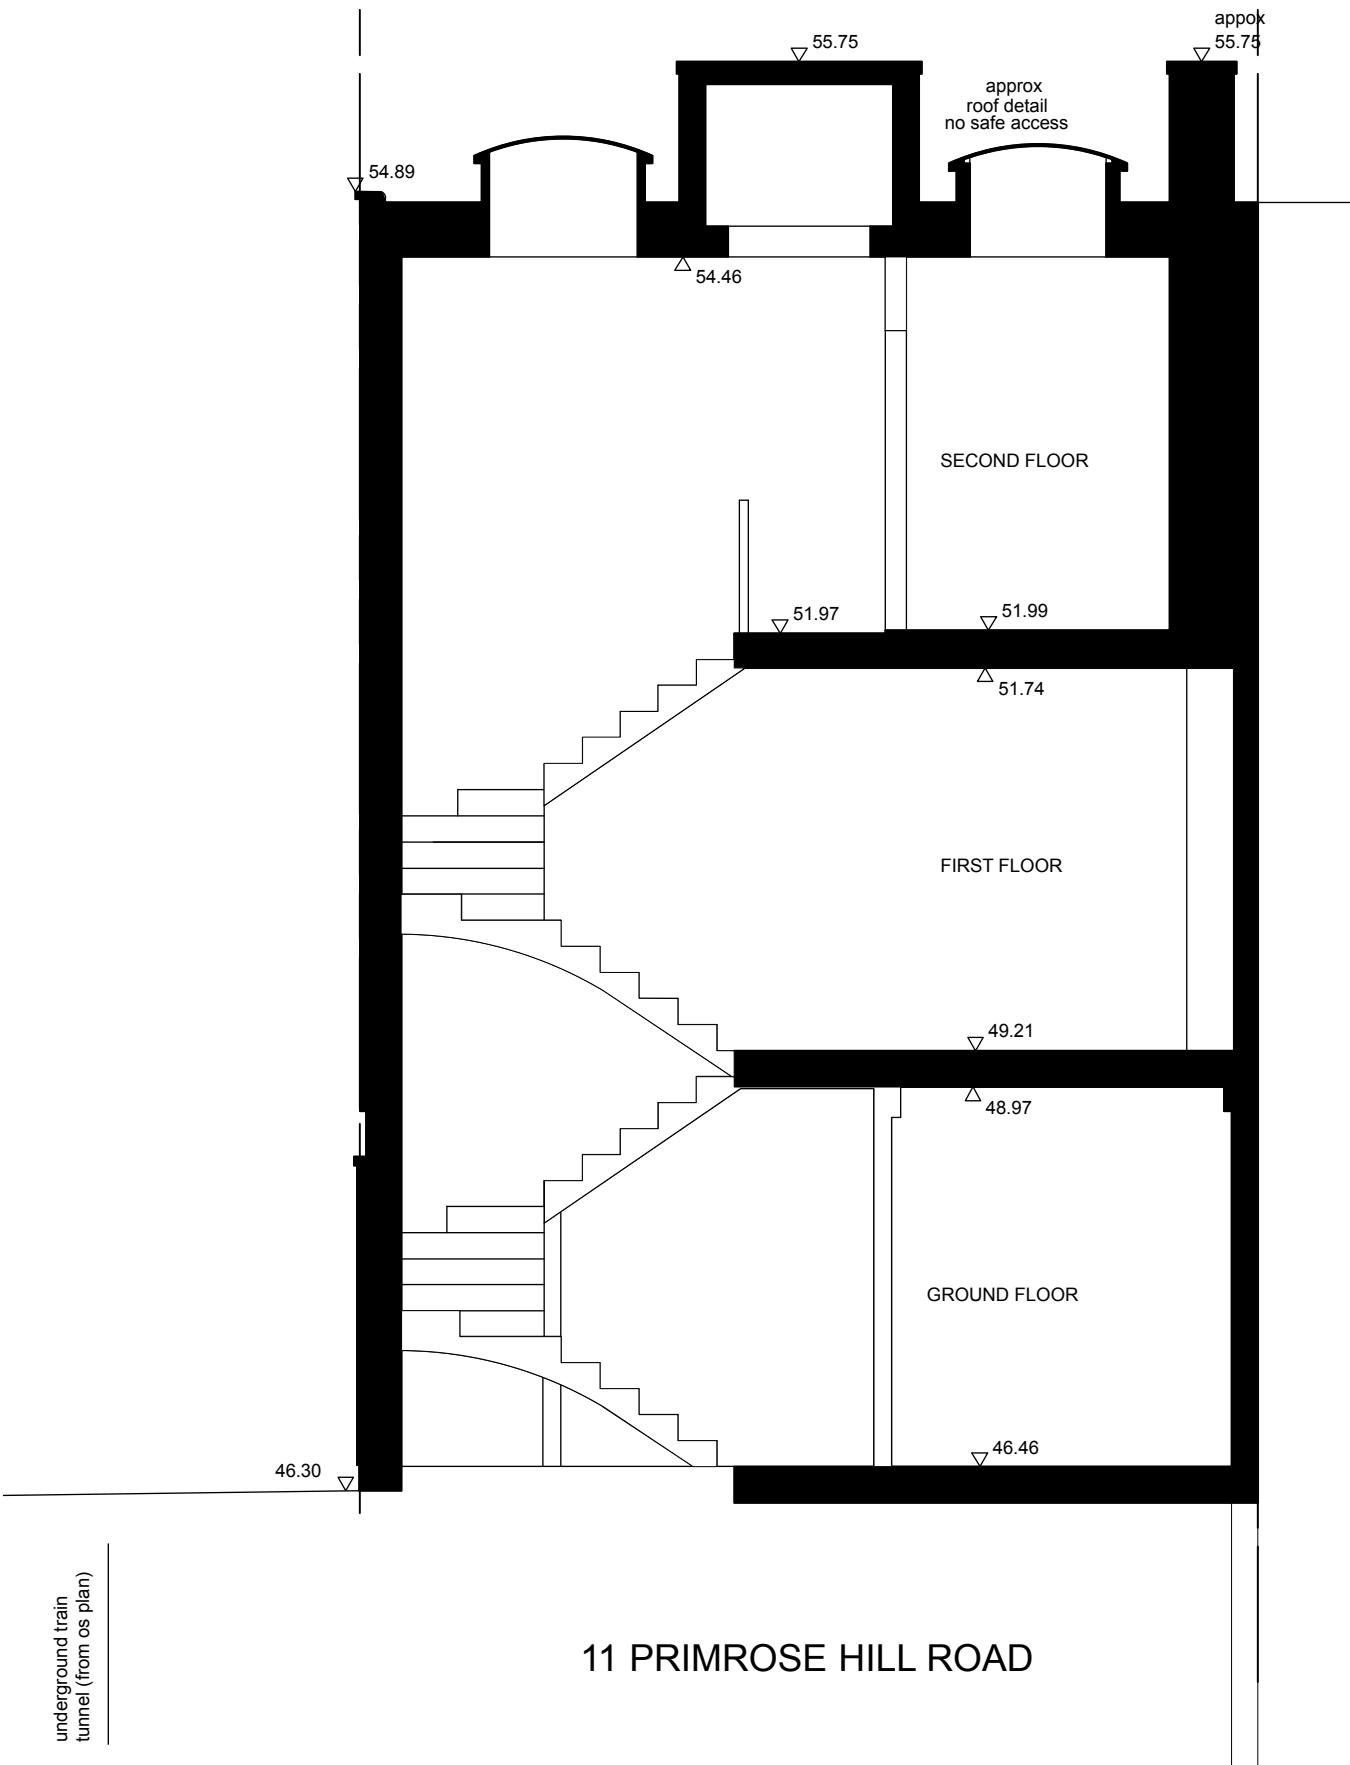 appox
55.75
55.75
approx
roof detail
no safe access
54.89
54.46
SECOND FLOOR
51.97
51.99
51.74
FIRST FLOOR
49.21
48.97
GROUND FLOOR
46.46
46.30
underground train
tunnel (from os plan)
11 PRIMROSE HILL ROAD